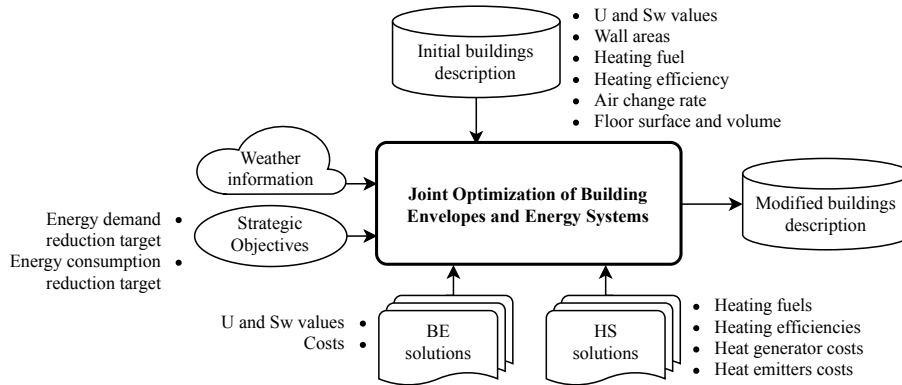 Initial buildings
description
• U and Sw values
• Wall areas
• Heating fuel
• Heating efficiency
• Air change rate
• Floor surface and volume
Weather
information
Joint Optimization of Building
Envelopes and Energy Systems
Modified buildings
description
Energy demand •
reduction target
Energy consumption •
reduction target
Strategic
Objectives
U and Sw values •
Costs •
BE
solutions
HS
solutions
• Heating fuels
• Heating efficiencies
• Heat generator costs
• Heat emitters costs